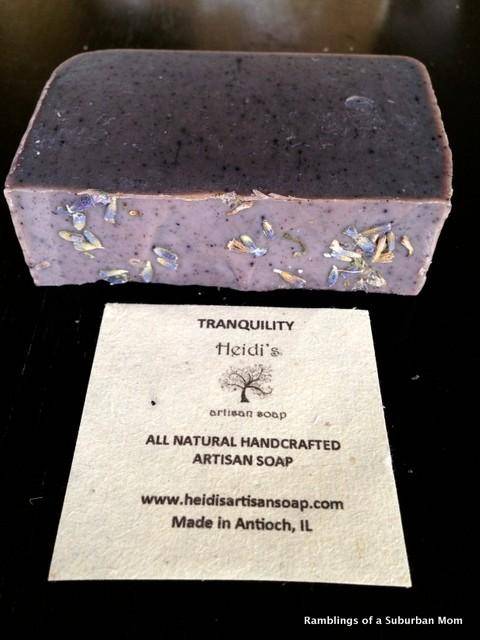 TRANQUILITY
Heidi's
artisan soap
ALL NATURAL HANDCRAFTED
ARTISAN SOAP
www.heidisartisansoap.com
Made in Antioch, IL
Ramblings of a Suburban Mom